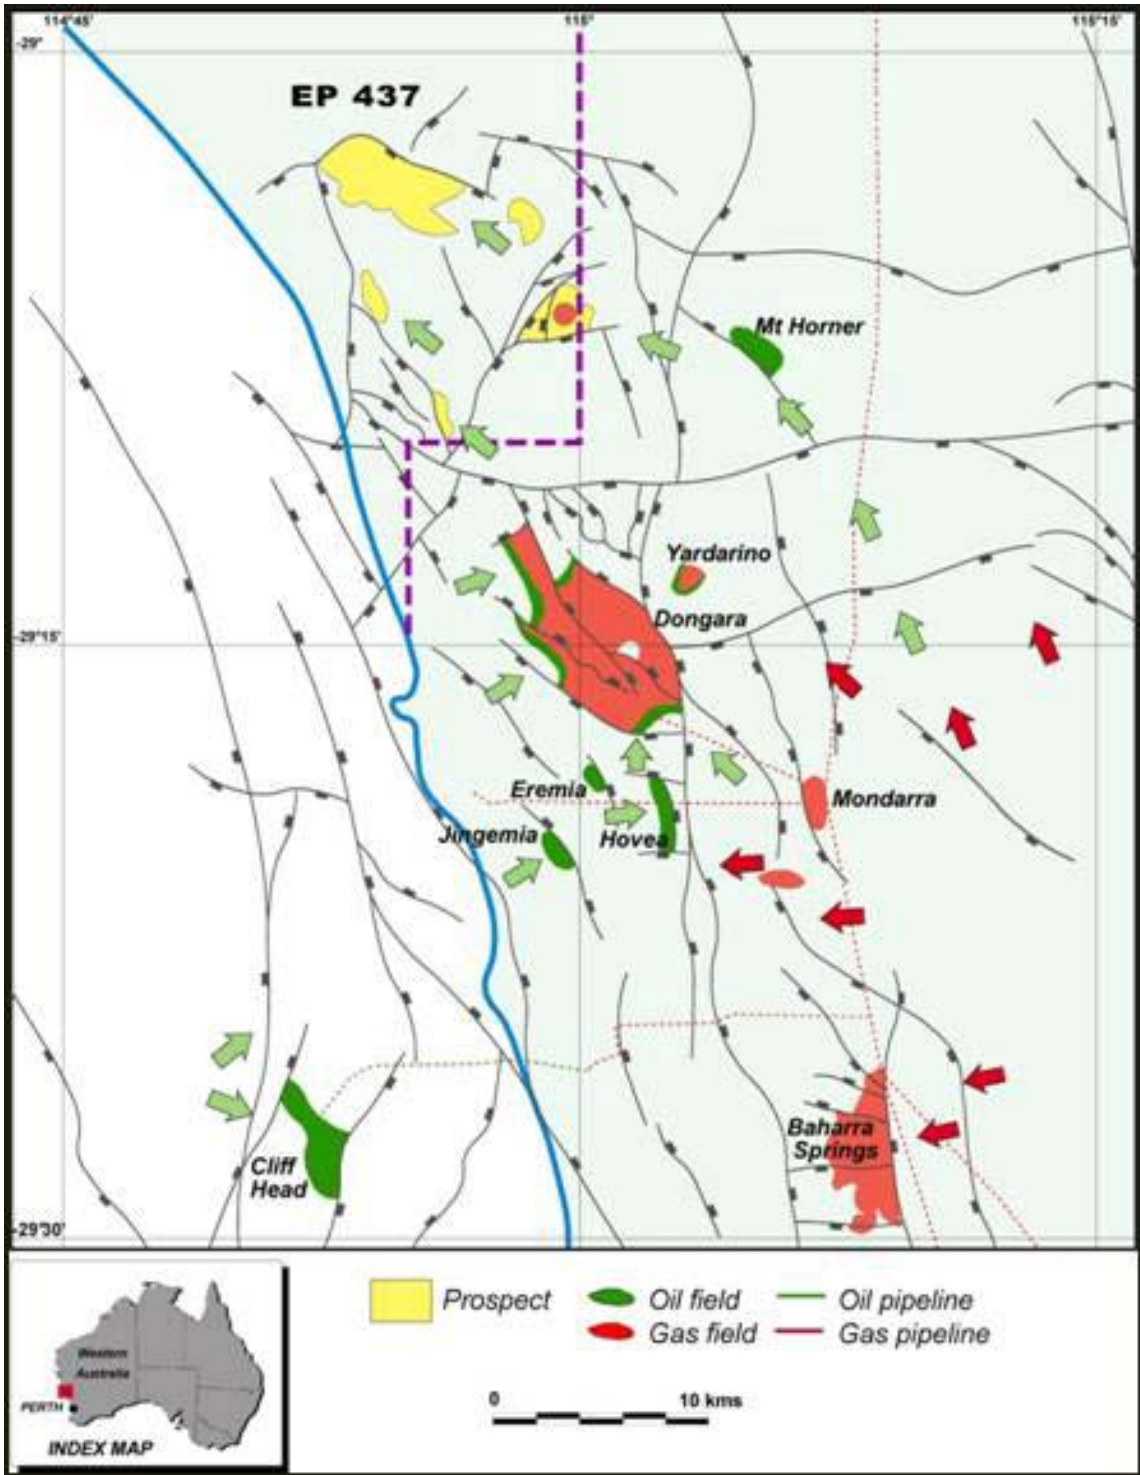 114°45'
115°
115°15'
-29°
EP 437
Mt Horner
Yardarino
Dongara
-29°15'
Eremia
Mondarra
Jingemia
Hovea
Baharra
Springs
Cliff
Head
-29°30'
Prospect
Oil field
Oil pipeline
Gas field
Gas pipeline
Western
Australia
PERTH
INDEX MAP
0
10 kms